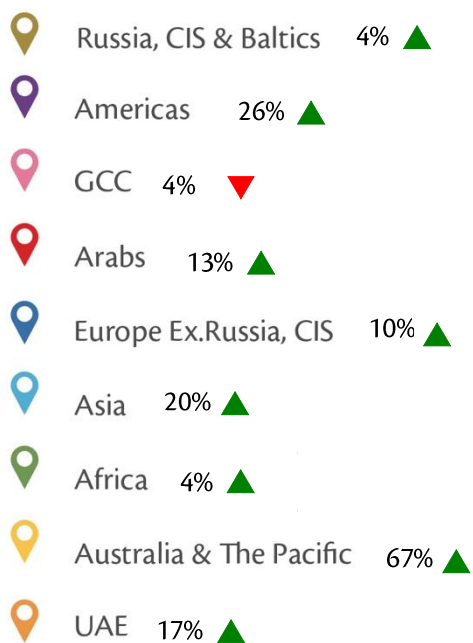 Russia, CIS & Baltics 4%
Americas 26%
GCC 4%
Arabs 13%
Europe Ex.Russia, CIS 10%
Asia 20%
Africa 4%
Australia & The Pacific 67%
UAE 17%